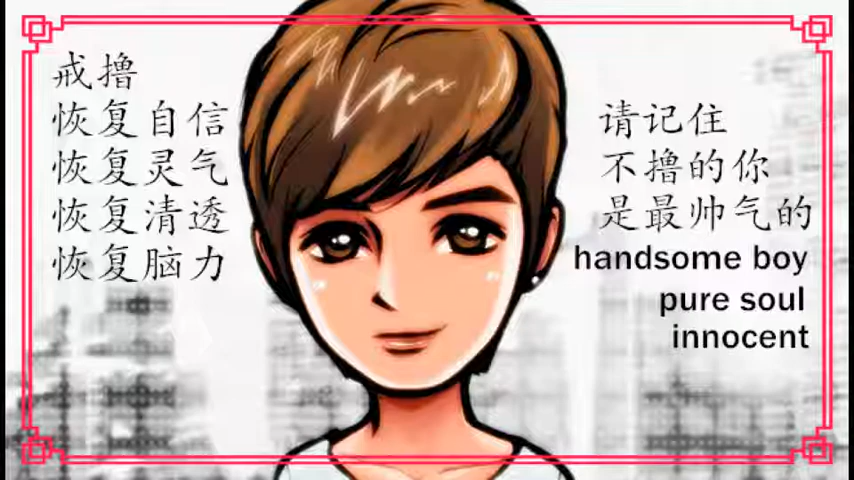 戒撸
恢复自信
恢复灵气
恢复清透
恢复脑力
请记住
不撸的你
是最帅气的
handsome boy
pure soul
innocent